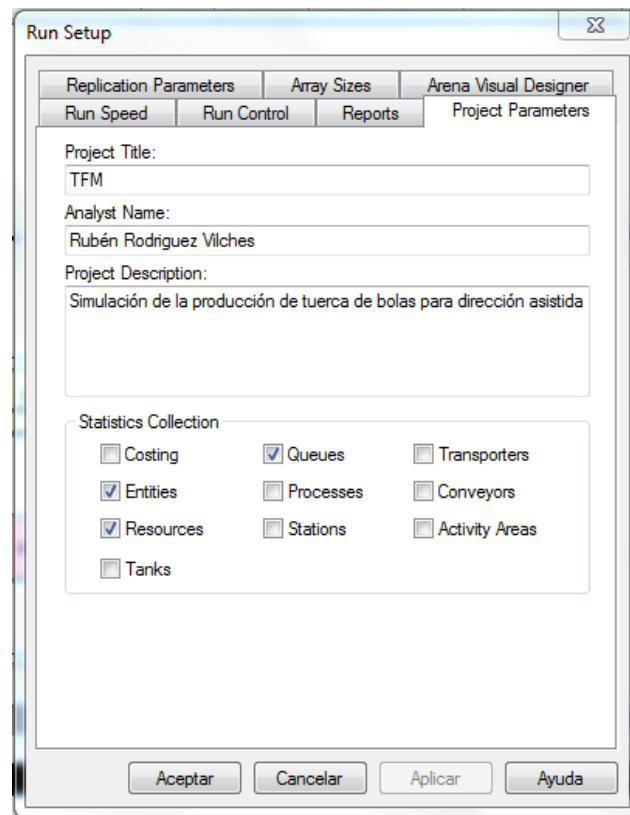 Run Setup
Replication Parameters Array Sizes Arena Visual Designer
Run Speed Run Control Reports Project Parameters
Project Title:
TFM
Analyst Name:
Rubén Rodriguez Vilches
Project Description:
Simulación de la producción de tuerca de bolas para dirección asistida
Statistics Collection
Costing Queues Transporters
Entities Processes Conveyors
Resources Stations Activity Areas
Tanks
Aceptar Cancelar Aplicar Ayuda